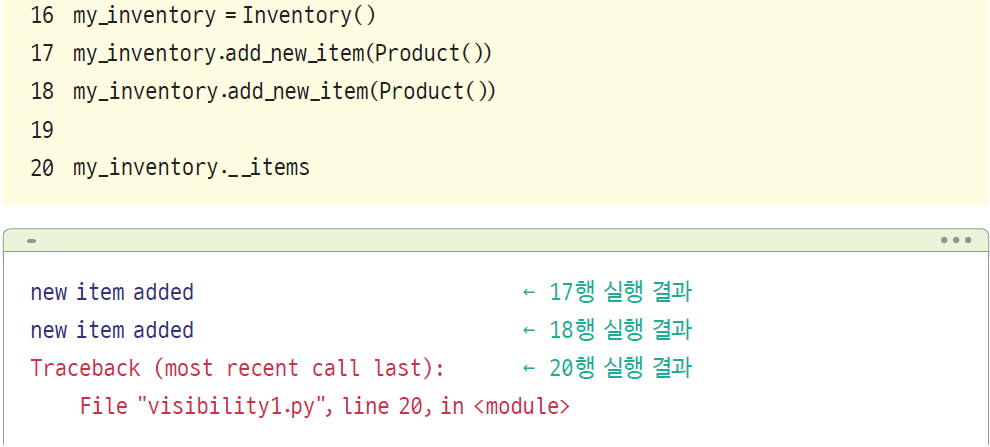 16 my_inventory = Inventory()
17 my_inventory.add_new_item(Product())
18 my_inventory.add_new_item(Product())
19
20 my_inventory.__items
new item added ← 17행 실행 결과
new item added ← 18행 실행 결과
Traceback (most recent call last): ← 20행 실행 결과
File "visibility1.py", line 20, in <module>